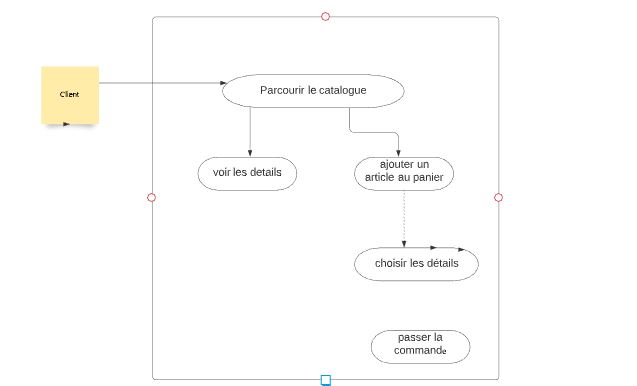 Client
Parcourir le catalogue
voir les details
ajouter un
article au panier
choisir les détails
passer la
commande